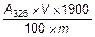 A₃₂₅ × V × 1900
100 × m